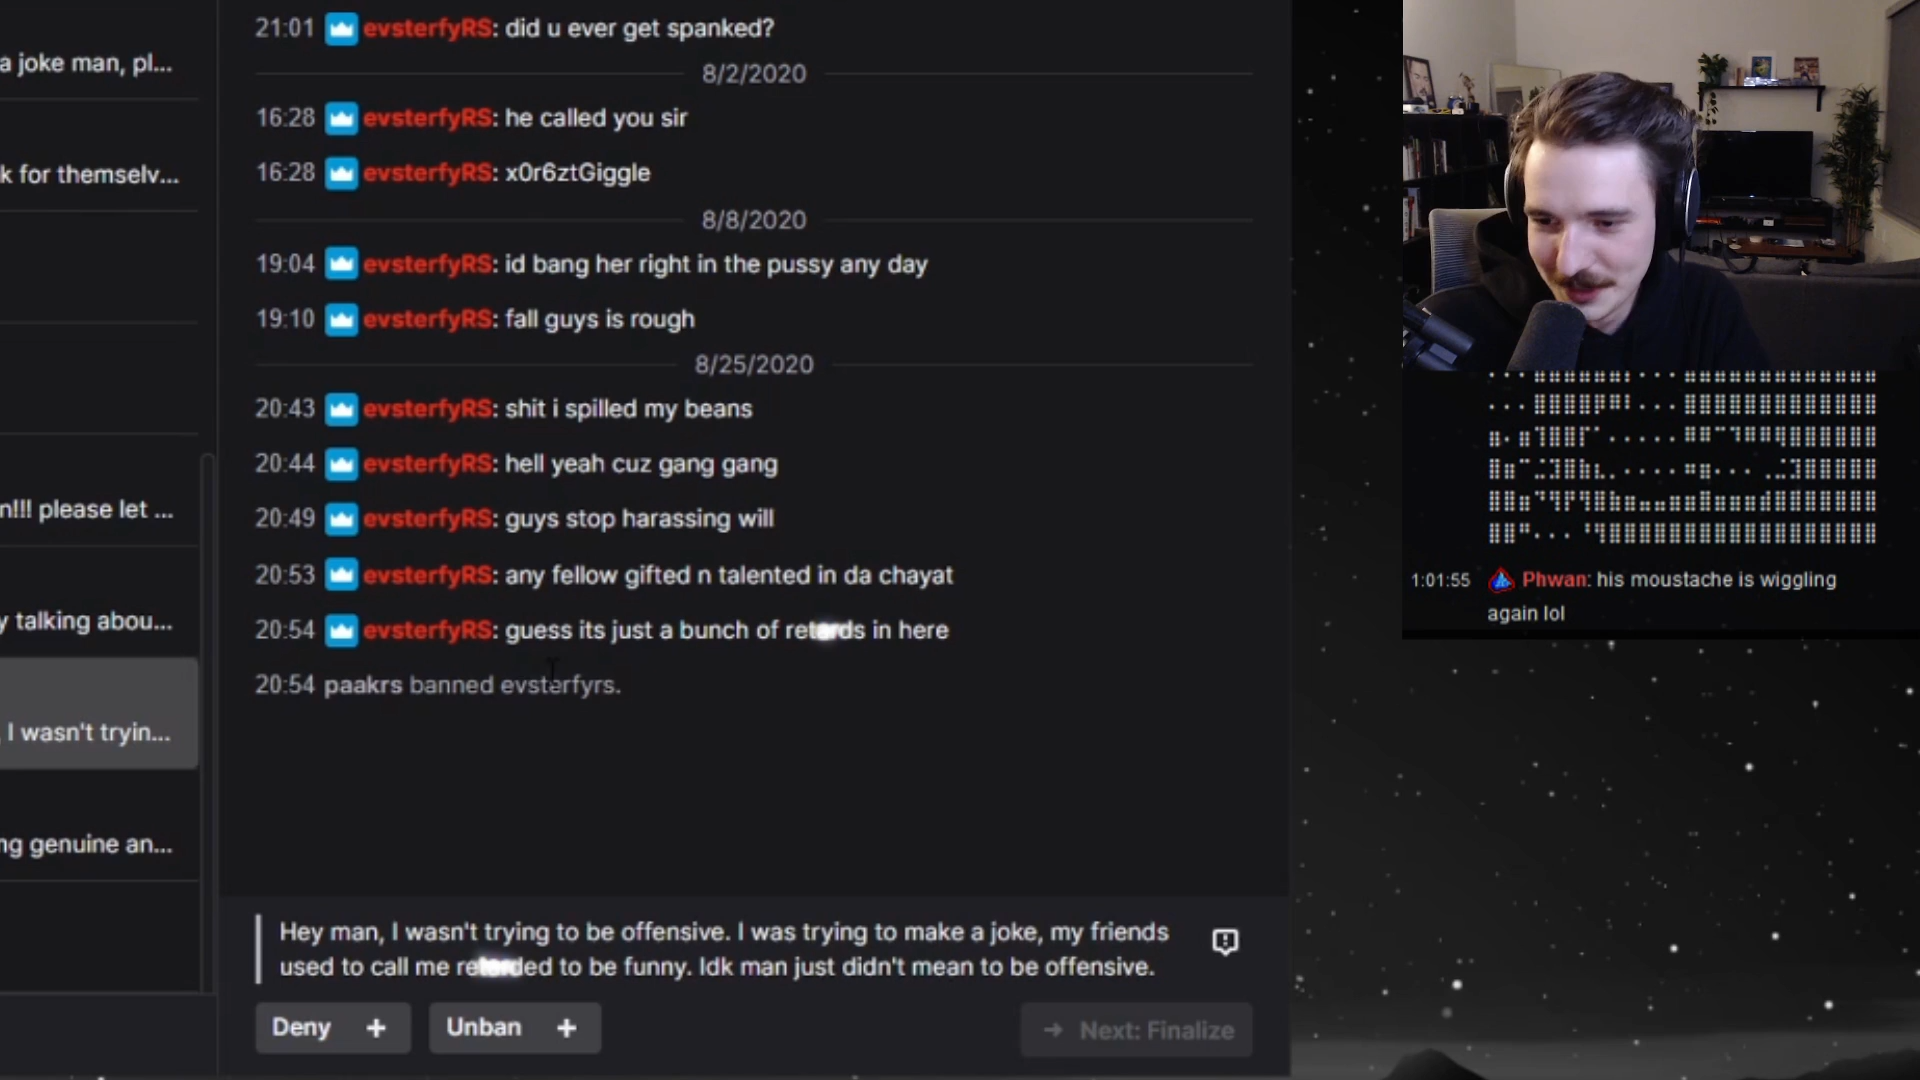 a joke man, pl...
k for themselv...
n!!! please let ...
y talking abou...
, I wasn't tryin...
ng genuine an...
21:01 evsterfyRS: did u ever get spanked?
8/2/2020
16:28 evsterfyRS: he called you sir
16:28 evsterfyRS: x0r6ztGiggle
8/8/2020
19:04 evsterfyRS: id bang her right in the pussy any day
19:10 evsterfyRS: fall guys is rough
8/25/2020
20:43 evsterfyRS: shit i spilled my beans
20:44 evsterfyRS: hell yeah cuz gang gang
20:49 evsterfyRS: guys stop harassing will
20:53 evsterfyRS: any fellow gifted n talented in da chayat
20:54 evsterfyRS: guess its just a bunch of retards in here
20:54 paakrs banned evsterfyrs.
Hey man, I wasn't trying to be offensive. I was trying to make a joke, my friends
used to call me retarded to be funny. Idk man just didn't mean to be offensive.
Deny +
Unban +
→ Next: Finalize
1:01:55 Phwan: his moustache is wiggling
again lol